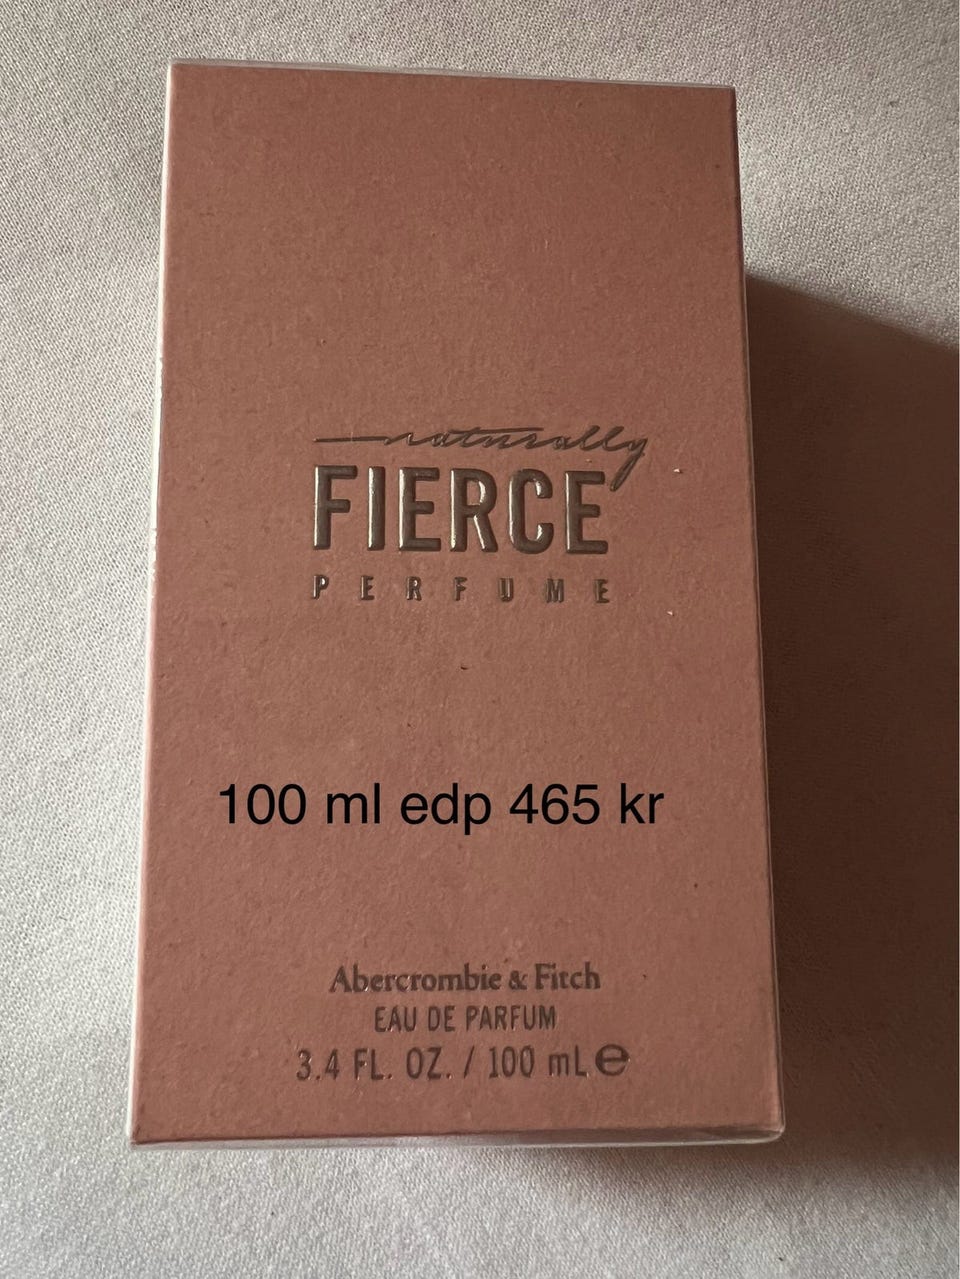 naturally
FIERCE
PERFUME
100 ml edp 465 kr
Abercrombie & Fitch
EAU DE PARFUM
3.4 FL. OZ. / 100 mL ℮